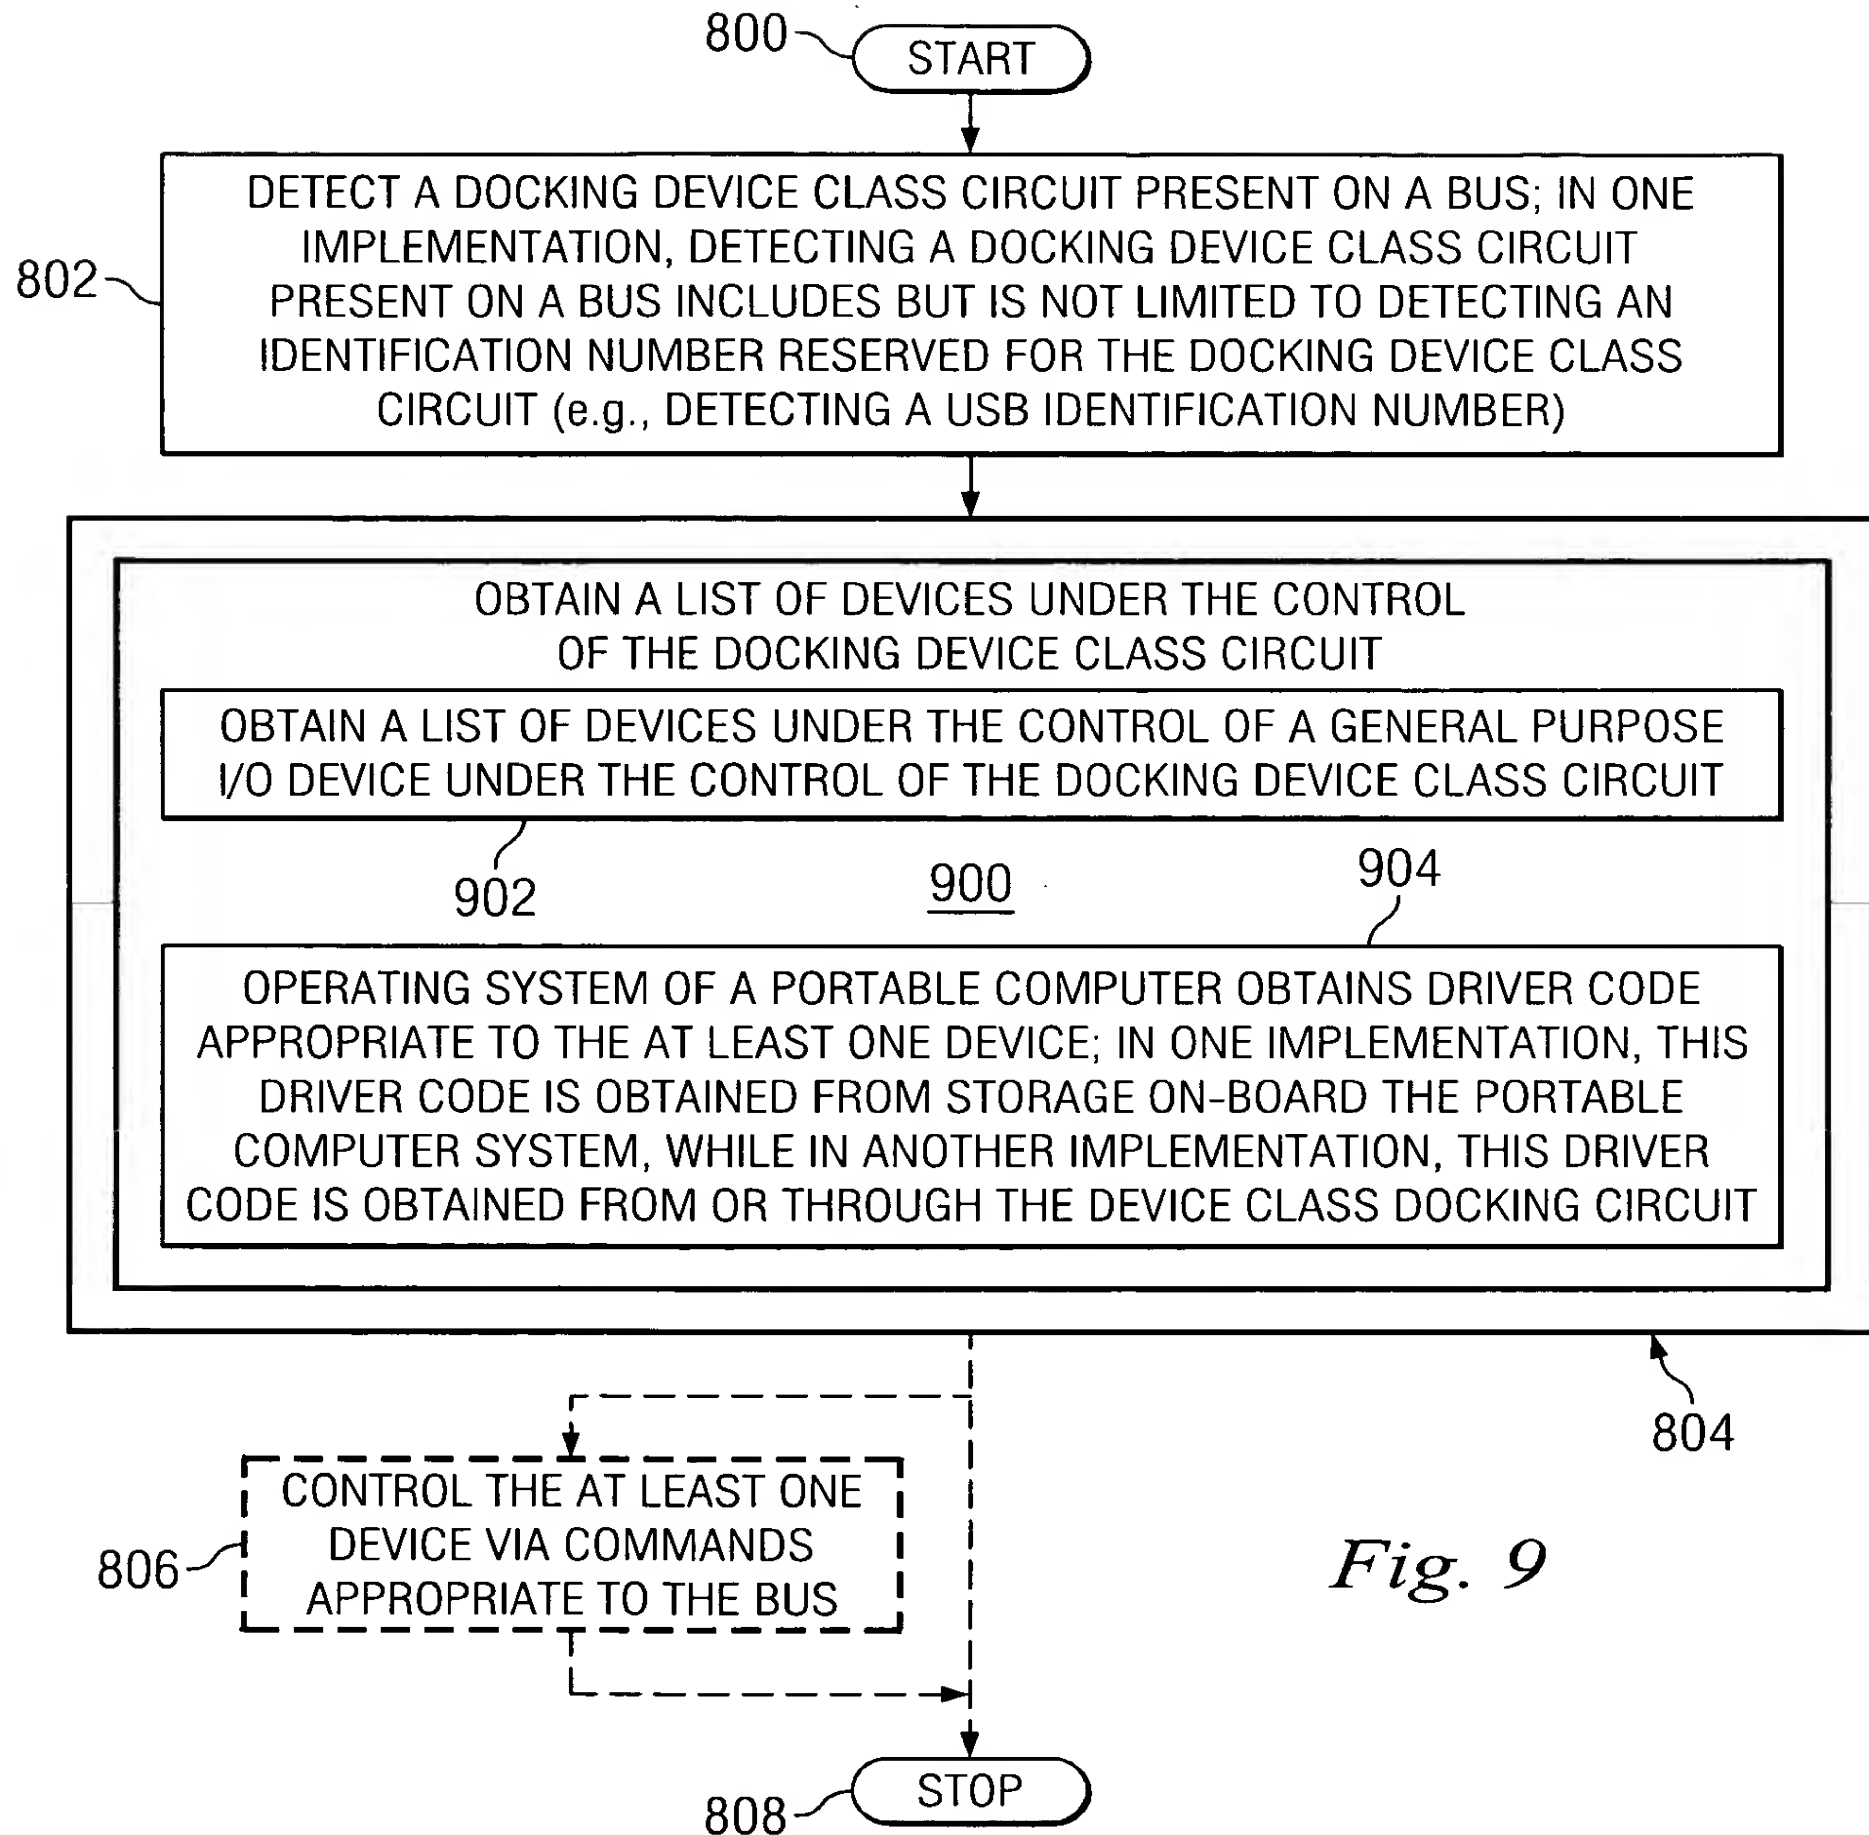 800
START
DETECT A DOCKING DEVICE CLASS CIRCUIT PRESENT ON A BUS; IN ONE
IMPLEMENTATION, DETECTING A DOCKING DEVICE CLASS CIRCUIT
PRESENT ON A BUS INCLUDES BUT IS NOT LIMITED TO DETECTING AN
IDENTIFICATION NUMBER RESERVED FOR THE DOCKING DEVICE CLASS
CIRCUIT (e.g., DETECTING A USB IDENTIFICATION NUMBER)
802
OBTAIN A LIST OF DEVICES UNDER THE CONTROL
OF THE DOCKING DEVICE CLASS CIRCUIT
OBTAIN A LIST OF DEVICES UNDER THE CONTROL OF A GENERAL PURPOSE
I/O DEVICE UNDER THE CONTROL OF THE DOCKING DEVICE CLASS CIRCUIT
902
900
904
OPERATING SYSTEM OF A PORTABLE COMPUTER OBTAINS DRIVER CODE
APPROPRIATE TO THE AT LEAST ONE DEVICE; IN ONE IMPLEMENTATION, THIS
DRIVER CODE IS OBTAINED FROM STORAGE ON-BOARD THE PORTABLE
COMPUTER SYSTEM, WHILE IN ANOTHER IMPLEMENTATION, THIS DRIVER
CODE IS OBTAINED FROM OR THROUGH THE DEVICE CLASS DOCKING CIRCUIT
804
CONTROL THE AT LEAST ONE
DEVICE VIA COMMANDS
APPROPRIATE TO THE BUS
806
Fig. 9
STOP
808